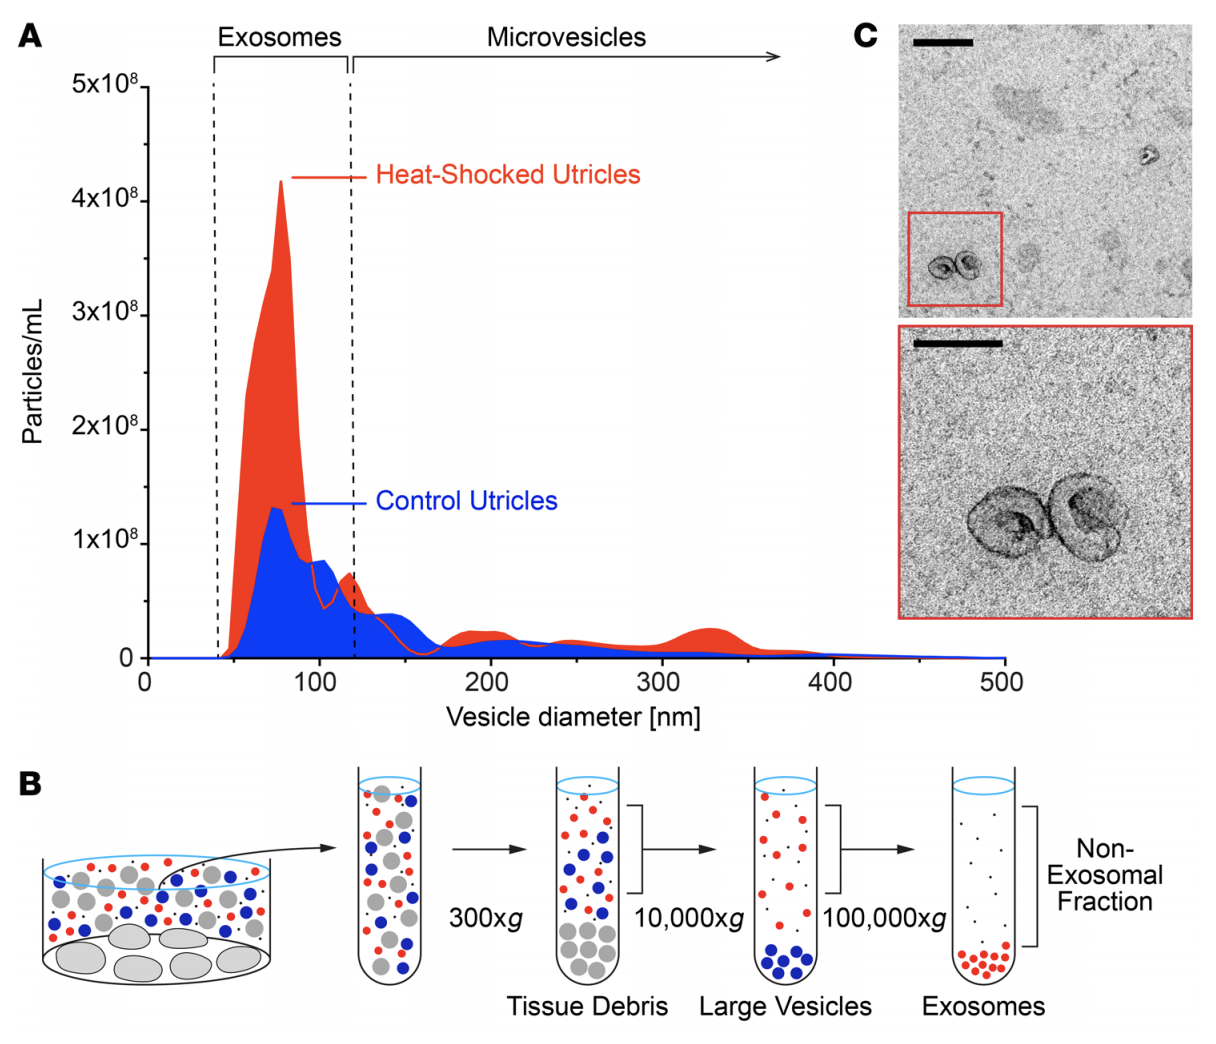 A
Exosomes
Microvesicles
C
5x10⁸
4x10⁸
3x10⁸
2x10⁸
1x10⁸
0
Particles/mL
Heat-Shocked Utricles
Control Utricles
0 100 200 300 400 500
Vesicle diameter [nm]
B
300xg
10,000xg
100,000xg
Non-
Exosomal
Fraction
Tissue Debris
Large Vesicles
Exosomes